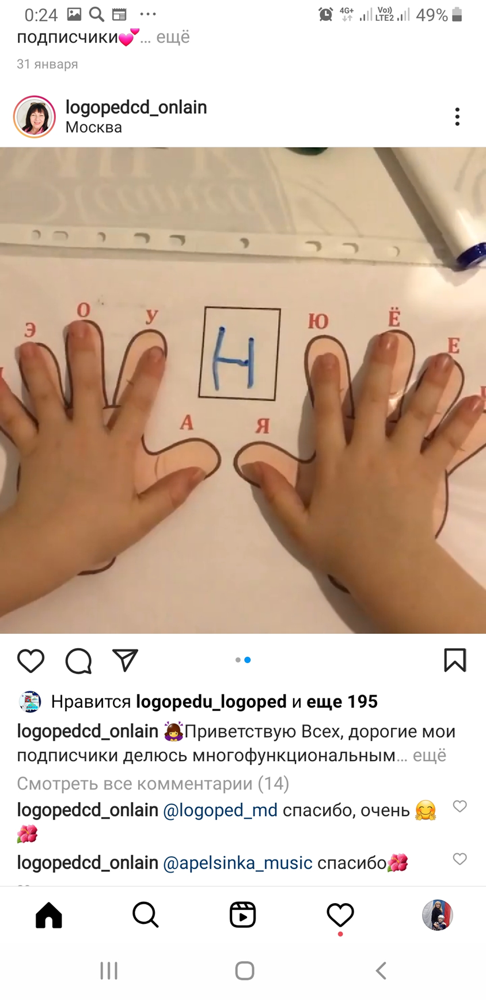 0:24
4G+
Vo))
LTE2
49%
подписчики💕... ещё
31 января
logopedcd_onlain
Москва
Э
О
У
Н
Ю
Ё
Е
А
Я
Нравится logopedu_logoped и еще 195
logopedcd_onlain 🙇‍♀️Приветствую Всех, дорогие мои
подписчики делюсь многофункциональным... ещё
Смотреть все комментарии (14)
logopedcd_onlain @logoped_md спасибо, очень 🤗
🌺
logopedcd_onlain @apelsinka_music спасибо🌺